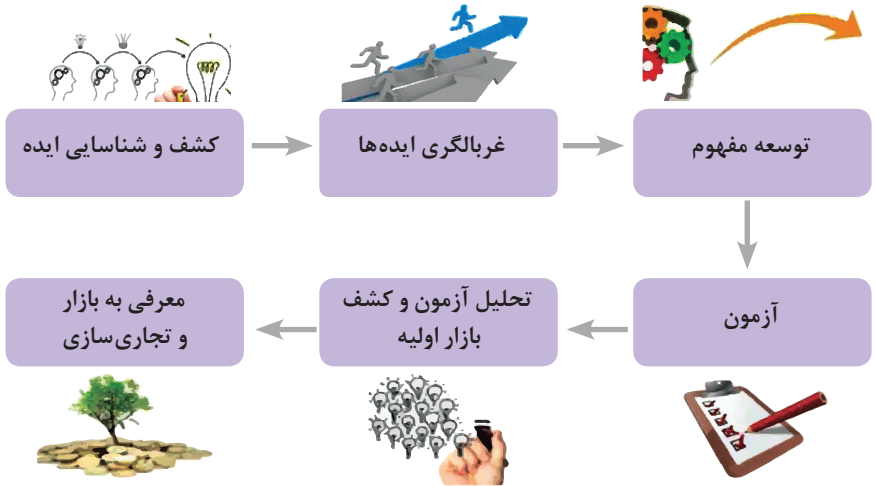 کشف و شناسایی ایده
غربالگری ایده‌ها
توسعه مفهوم
آزمون
تحلیل آزمون و کشف
بازار اولیه
معرفی به بازار
و تجاری‌سازی